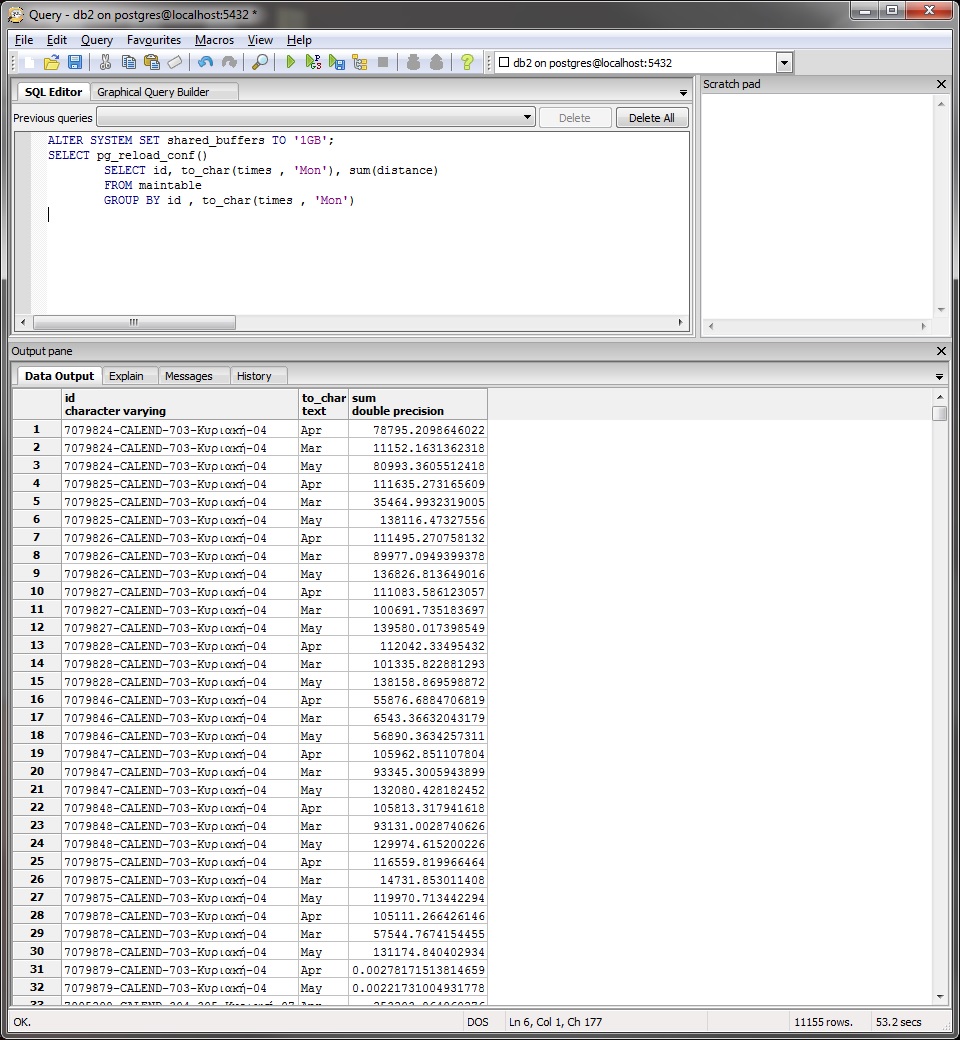 Query - db2 on postgres@localhost:5432 *
File Edit Query Favourites Macros View Help
db2 on postgres@localhost:5432
SQL Editor Graphical Query Builder
Previous queries Delete Delete All
ALTER SYSTEM SET shared_buffers TO '1GB';
SELECT pg_reload_conf()
SELECT id, to_char(times , 'Mon'), sum(distance)
FROM maintable
GROUP BY id , to_char(times , 'Mon')
Scratch pad
Output pane
Data Output Explain Messages History
id to_char sum
character varying text double precision
1 7079824-CALEND-703-Κυριακή-04 Apr 78795.2098646022
2 7079824-CALEND-703-Κυριακή-04 Mar 11152.1631362318
3 7079824-CALEND-703-Κυριακή-04 May 80993.3605512418
4 7079825-CALEND-703-Κυριακή-04 Apr 111635.273165609
5 7079825-CALEND-703-Κυριακή-04 Mar 35464.9932319005
6 7079825-CALEND-703-Κυριακή-04 May 138116.47327556
7 7079826-CALEND-703-Κυριακή-04 Apr 111495.270758132
8 7079826-CALEND-703-Κυριακή-04 Mar 89977.0949399378
9 7079826-CALEND-703-Κυριακή-04 May 136826.813649016
10 7079827-CALEND-703-Κυριακή-04 Apr 111083.586123057
11 7079827-CALEND-703-Κυριακή-04 Mar 100691.735183697
12 7079827-CALEND-703-Κυριακή-04 May 139580.017398549
13 7079828-CALEND-703-Κυριακή-04 Apr 112042.33495432
14 7079828-CALEND-703-Κυριακή-04 Mar 101335.822881293
15 7079828-CALEND-703-Κυριακή-04 May 138158.869598872
16 7079846-CALEND-703-Κυριακή-04 Apr 55876.6884706819
17 7079846-CALEND-703-Κυριακή-04 Mar 6543.36632043179
18 7079846-CALEND-703-Κυριακή-04 May 56890.3634257311
19 7079847-CALEND-703-Κυριακή-04 Apr 105962.851107804
20 7079847-CALEND-703-Κυριακή-04 Mar 93345.3005943899
21 7079847-CALEND-703-Κυριακή-04 May 132080.428182452
22 7079848-CALEND-703-Κυριακή-04 Apr 105813.317941618
23 7079848-CALEND-703-Κυριακή-04 Mar 93131.0028740626
24 7079848-CALEND-703-Κυριακή-04 May 129974.615200226
25 7079875-CALEND-703-Κυριακή-04 Apr 116559.819966464
26 7079875-CALEND-703-Κυριακή-04 Mar 14731.853011408
27 7079875-CALEND-703-Κυριακή-04 May 119970.713442294
28 7079878-CALEND-703-Κυριακή-04 Apr 105111.266426146
29 7079878-CALEND-703-Κυριακή-04 Mar 57544.7674154455
30 7079878-CALEND-703-Κυριακή-04 May 131174.840402934
31 7079879-CALEND-703-Κυριακή-04 Apr 0.00278171513814659
32 7079879-CALEND-703-Κυριακή-04 May 0.00221731004931778
OK. DOS Ln 6, Col 1, Ch 177 11155 rows. 53.2 secs